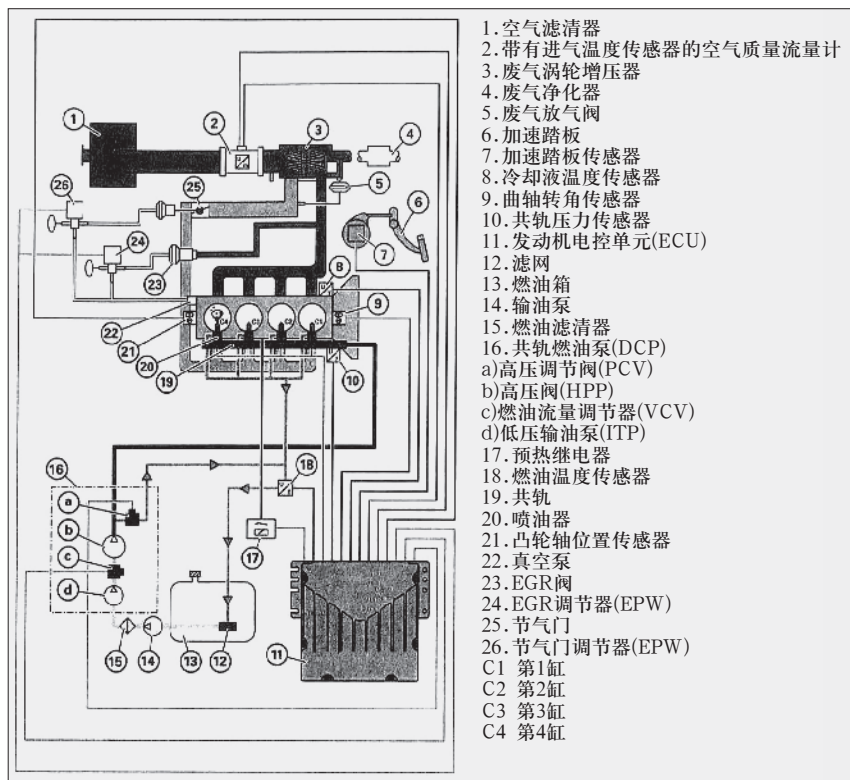 1.空气滤清器
2.带有进气温度传感器的空气质量流量计
3.废气涡轮增压器
4.废气净化器
5.废气放气阀
6.加速踏板
7.加速踏板传感器
8.冷却液温度传感器
9.曲轴转角传感器
10.共轨压力传感器
11.发动机电控单元(ECU)
12.滤网
13.燃油箱
14.输油泵
15.燃油滤清器
16.共轨燃油泵(DCP)
a)高压调节阀(PCV)
b)高压阀(HPP)
c)燃油流量调节器(VCV)
d)低压输油泵(ITP)
17.预热继电器
18.燃油温度传感器
19.共轨
20.喷油器
21.凸轮轴位置传感器
22.真空泵
23.EGR阀
24.EGR调节器(EPW)
25.节气门
26.节气门调节器(EPW)
C1 第1缸
C2 第2缸
C3 第3缸
C4 第4缸
1
2
3
4
26
25
5
6
24
7
23
8
9
22
21
C4
C3
C2
C1
20
19
10
16
18
a
b
17
c
d
15
14
13
12
11